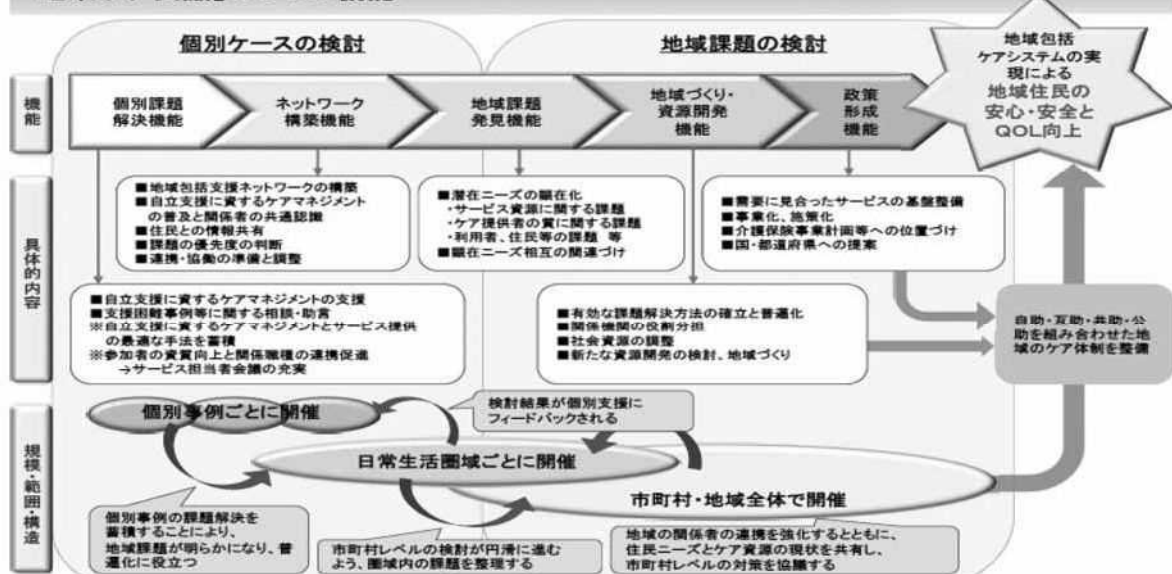 個別ケースの検討
地域課題の検討
機能
個別課題
解決機能
ネットワーク
構築機能
地域課題
発見機能
地域づくり・
資源開発
機能
政策
形成
機能
地域包括
ケアシステムの実
現による
地域住民の
安心・安全と
QOL向上
具体的内容
■地域包括支援ネットワークの構築
■自立支援に資するケアマネジメント
の普及と関係者の共通認識
■住民との情報共有
■課題の優先度の判断
■連携・協働の準備と調整
■潜在ニーズの顕在化
・サービス資源に関する課題
・ケア提供者の質に関する課題
・利用者、住民等の課題 等
■顕在ニーズ相互の関連づけ
■需要に見合ったサービスの基盤整備
■事業化、施策化
■介護保険事業計画等への位置づけ
■国・都道府県への提案
■自立支援に資するケアマネジメントの支援
■支援困難事例等に関する相談・助言
※自立支援に資するケアマネジメントとサービス提供
の最適な手法を蓄積
※参加者の資質向上と関係職種の連携促進
→サービス担当者会議の充実
■有効な課題解決方法の確立と普遍化
■関係機関の役割分担
■社会資源の調整
■新たな資源開発の検討、地域づくり
自助・互助・共助・公
助を組み合わせた地
域のケア体制を整備
規模・範囲・構造
個別事例ごとに開催
検討結果が個別支援に
フィードバックされる
日常生活圏域ごとに開催
市町村・地域全体で開催
個別事例の課題解決を
蓄積することにより、
地域課題が明らかになり、普
遍化に役立つ
市町村レベルの検討が円滑に進む
よう、圏域内の課題を整理する
地域の関係者の連携を強化するとともに、
住民ニーズとケア資源の現状を共有し、
市町村レベルの対策を協議する